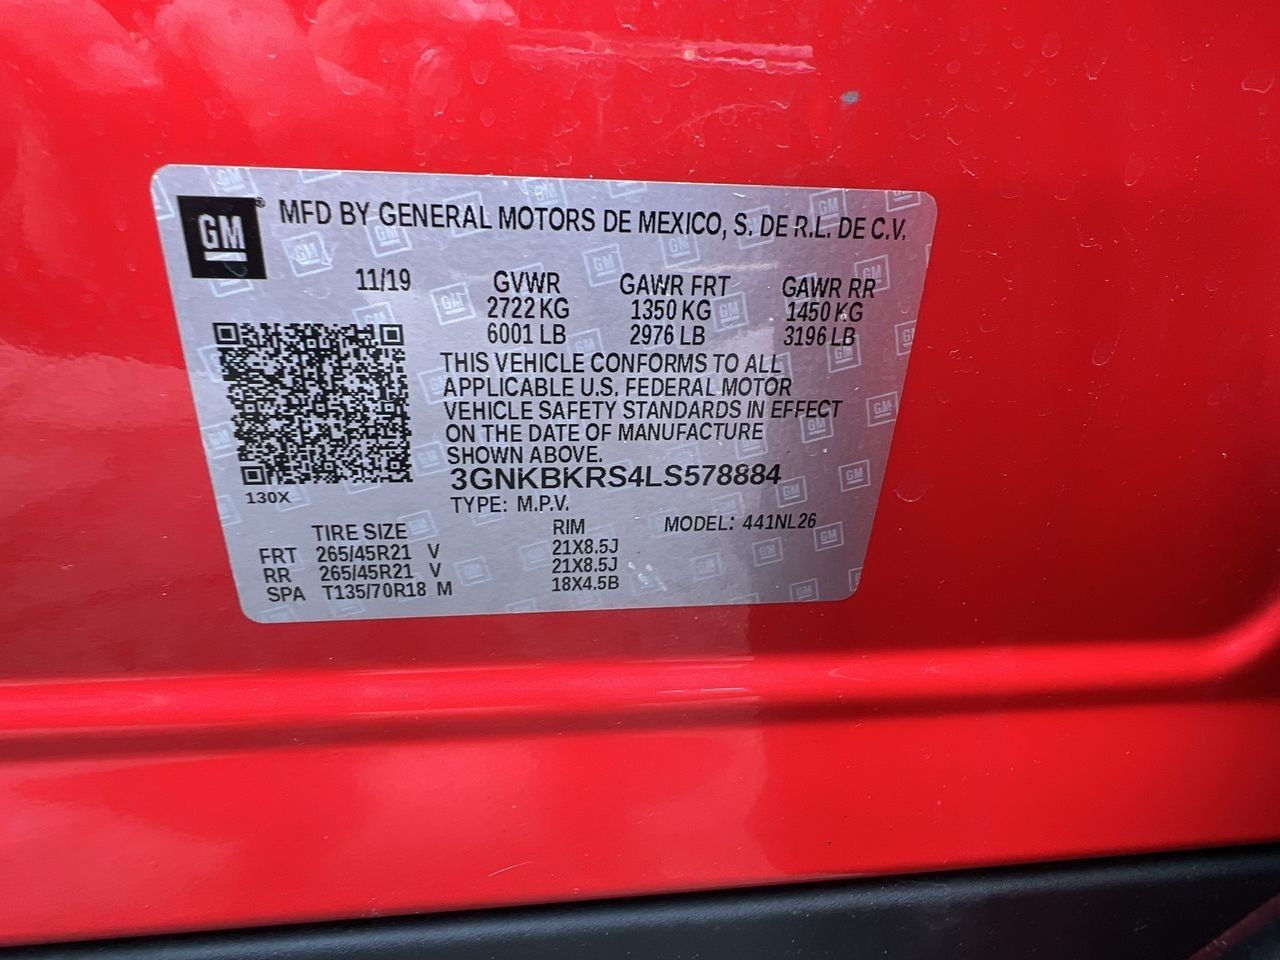 GM ® MFD BY GENERAL MOTORS DE MEXICO, S. DE R.L. DE C.V.
11/19 GVWR GAWR FRT GAWR RR
2722 KG 1350 KG 1450 KG
6001 LB 2976 LB 3196 LB
THIS VEHICLE CONFORMS TO ALL
APPLICABLE U.S. FEDERAL MOTOR
VEHICLE SAFETY STANDARDS IN EFFECT
ON THE DATE OF MANUFACTURE
SHOWN ABOVE.
3GNKBKRS4LS578884
130X
TYPE: M.P.V.
TIRE SIZE RIM MODEL: 441NL26
FRT 265/45R21 V 21X8.5J
RR 265/45R21 V 21X8.5J
SPA T135/70R18 M 18X4.5B